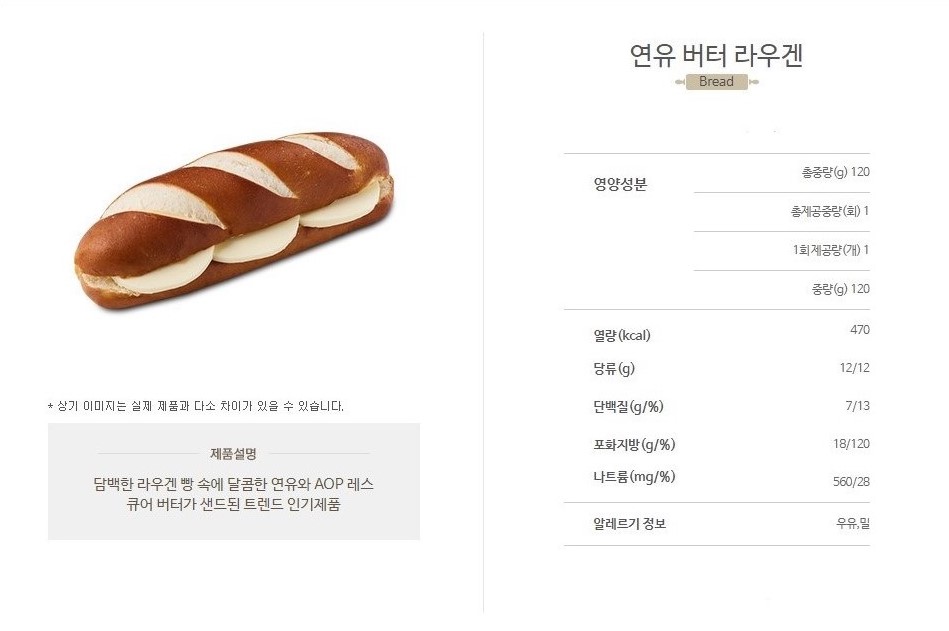 연유 버터 라우겐
Bread
영양성분
총중량(g) 120
총제공중량(회) 1
1회제공량(개) 1
중량(g) 120
열량(kcal) 470
당류(g) 12/12
단백질(g/%) 7/13
포화지방(g/%) 18/120
나트륨(mg/%) 560/28
알레르기 정보 우유,밀
* 상기 이미지는 실제 제품과 다소 차이가 있을 수 있습니다.
제품설명
담백한 라우겐 빵 속에 달콤한 연유와 AOP 레스
큐어 버터가 샌드된 트렌드 인기제품